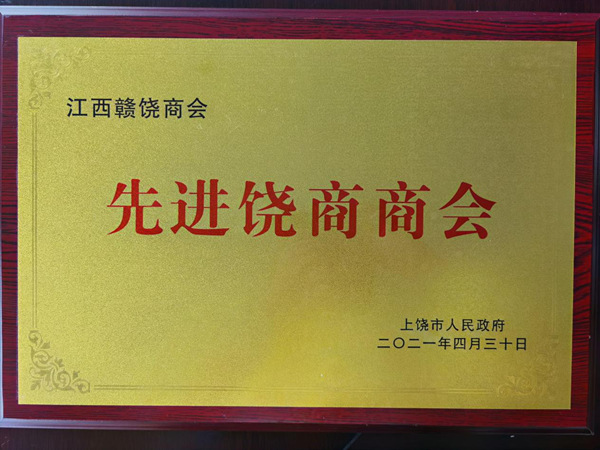 江西赣饶商会
先进饶商商会
上饶市人民政府
二〇二一年四月三十日